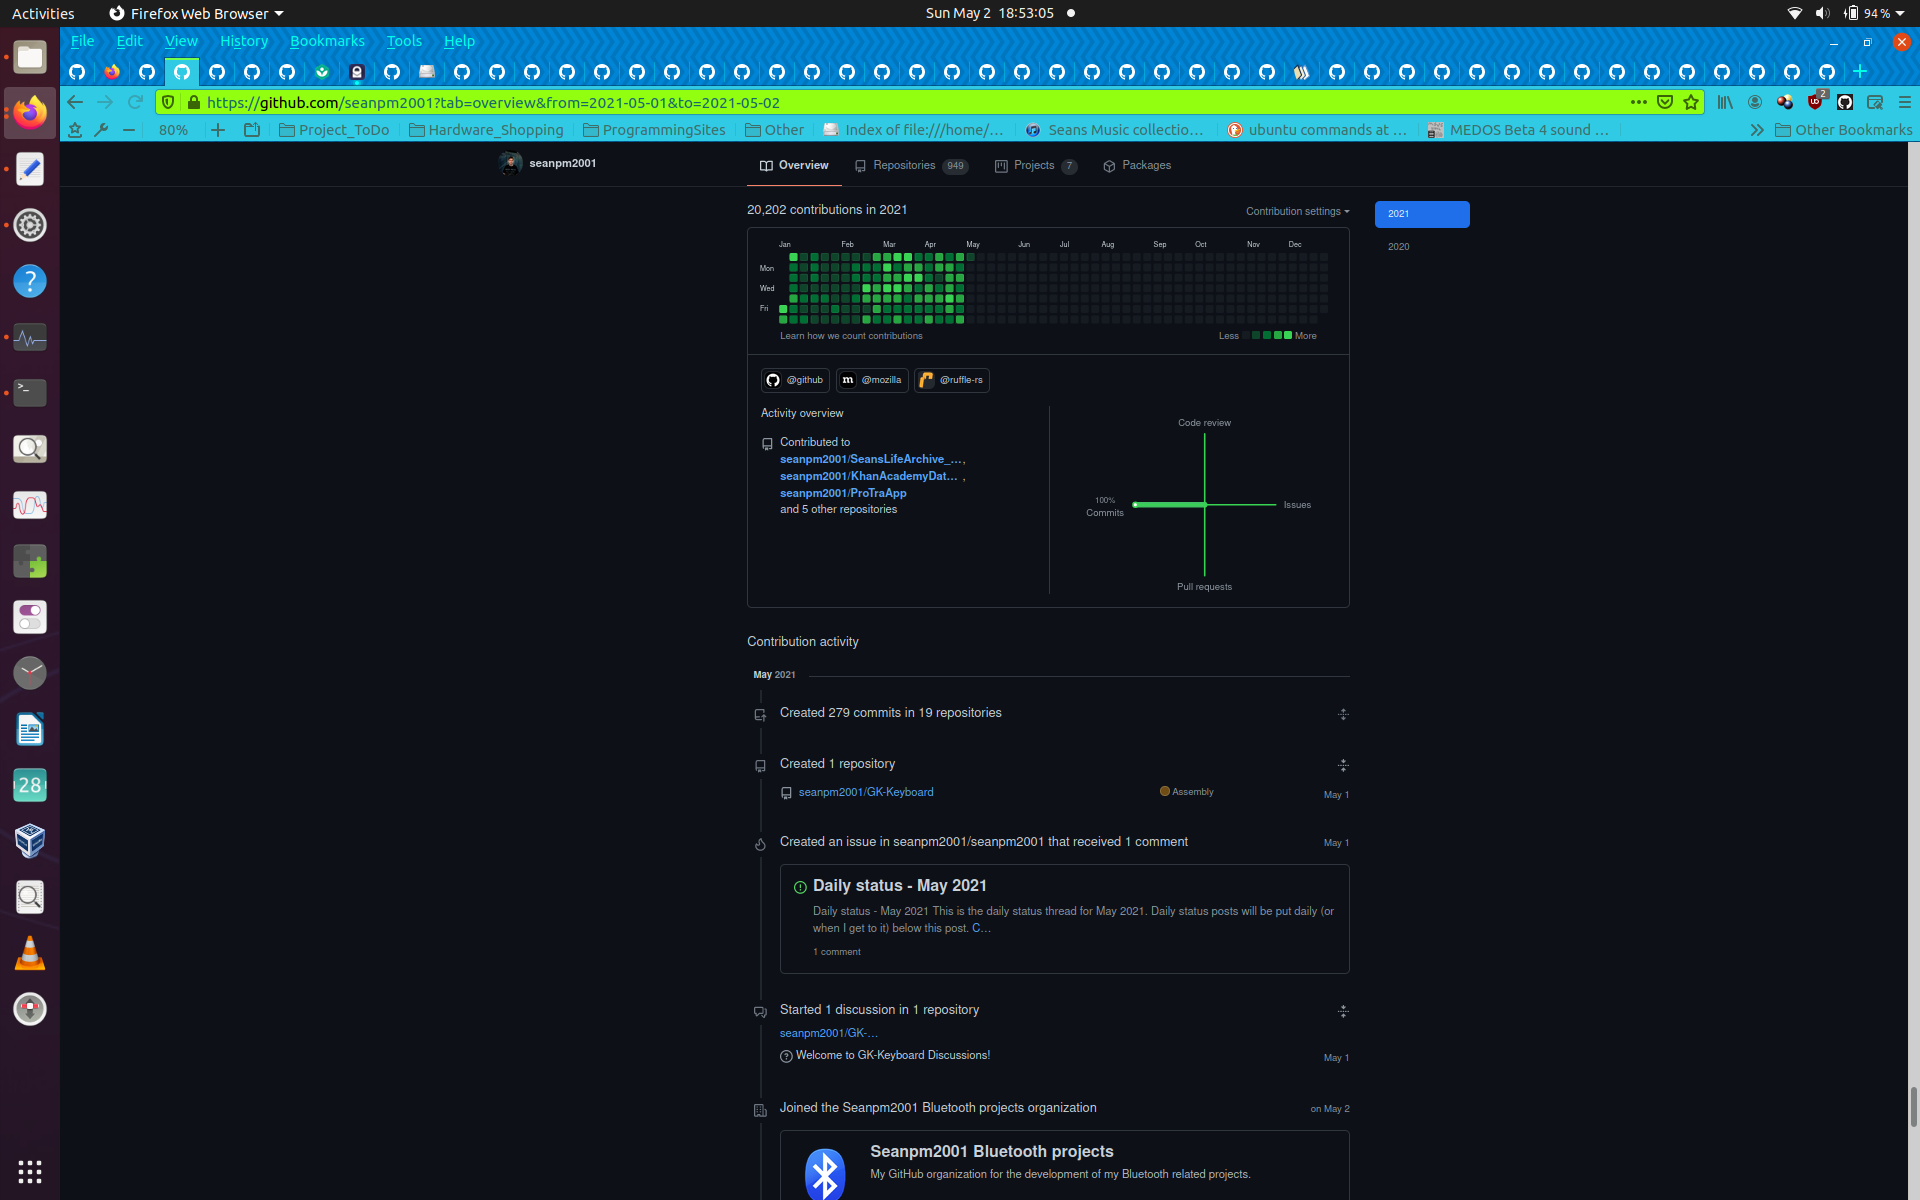 Activities
Firefox Web Browser
Sun May 2 18:53:05
94 %
File Edit View History Bookmarks Tools Help
https://github.com/seanpm2001?tab=overview&from=2021-05-01&to=2021-05-02
2
80%
Project_ToDo
Hardware_Shopping
ProgrammingSites
Other
Index of file:///home/…
Seans Music collectio…
ubuntu commands at …
MEDOS Beta 4 sound …
Other Bookmarks
seanpm2001
Overview
Repositories 949
Projects 7
Packages
20,202 contributions in 2021
Contribution settings
2021
2020
Jan Feb Mar Apr May Jun Jul Aug Sep Oct Nov Dec
Mon
Wed
Fri
Learn how we count contributions
Less More
@github
@mozilla
@ruffle-rs
Activity overview
Contributed to
seanpm2001/SeansLifeArchive_…,
seanpm2001/KhanAcademyDat… ,
seanpm2001/ProTraApp
and 5 other repositories
Code review
100%
Commits
Issues
Pull requests
Contribution activity
May 2021
Created 279 commits in 19 repositories
Created 1 repository
seanpm2001/GK-Keyboard
Assembly
May 1
Created an issue in seanpm2001/seanpm2001 that received 1 comment
May 1
Daily status - May 2021
Daily status - May 2021 This is the daily status thread for May 2021. Daily status posts will be put daily (or
when I get to it) below this post. C…
1 comment
Started 1 discussion in 1 repository
seanpm2001/GK-…
Welcome to GK-Keyboard Discussions!
May 1
Joined the Seanpm2001 Bluetooth projects organization
on May 2
Seanpm2001 Bluetooth projects
My GitHub organization for the development of my Bluetooth related projects.
28